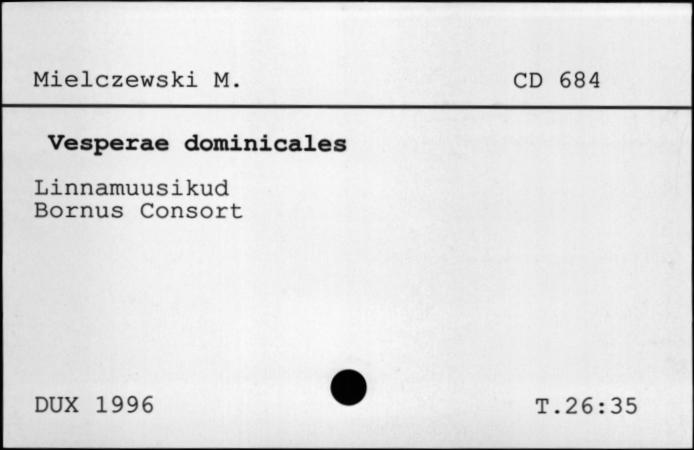 Mielczewski M. CD 684
Vesperae dominicales
Linnamuusikud
Bornus Consort
DUX 1996 T.26:35